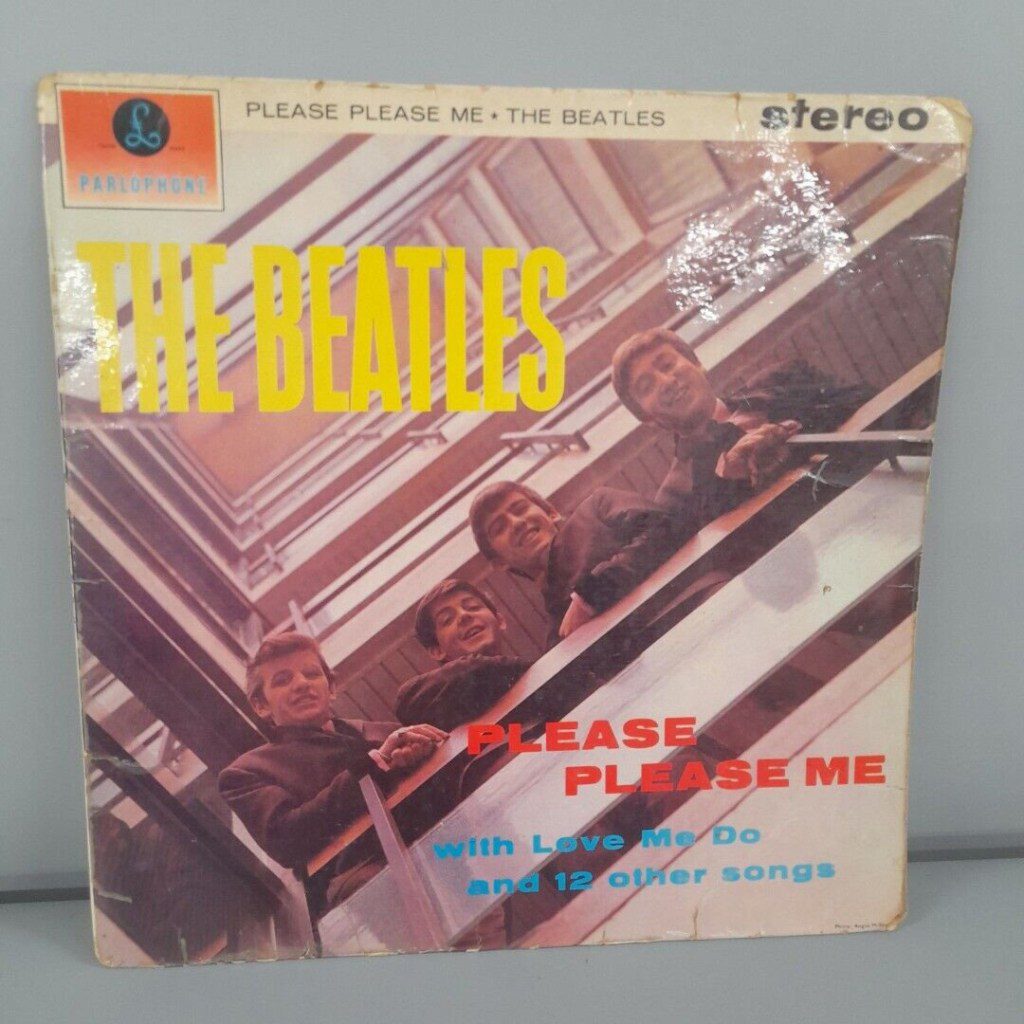 PLEASE PLEASE ME ★ THE BEATLES
stereo
£
PARLOPHONE
THE BEATLES
PLEASE
PLEASE ME
with Love Me Do
and 12 other songs